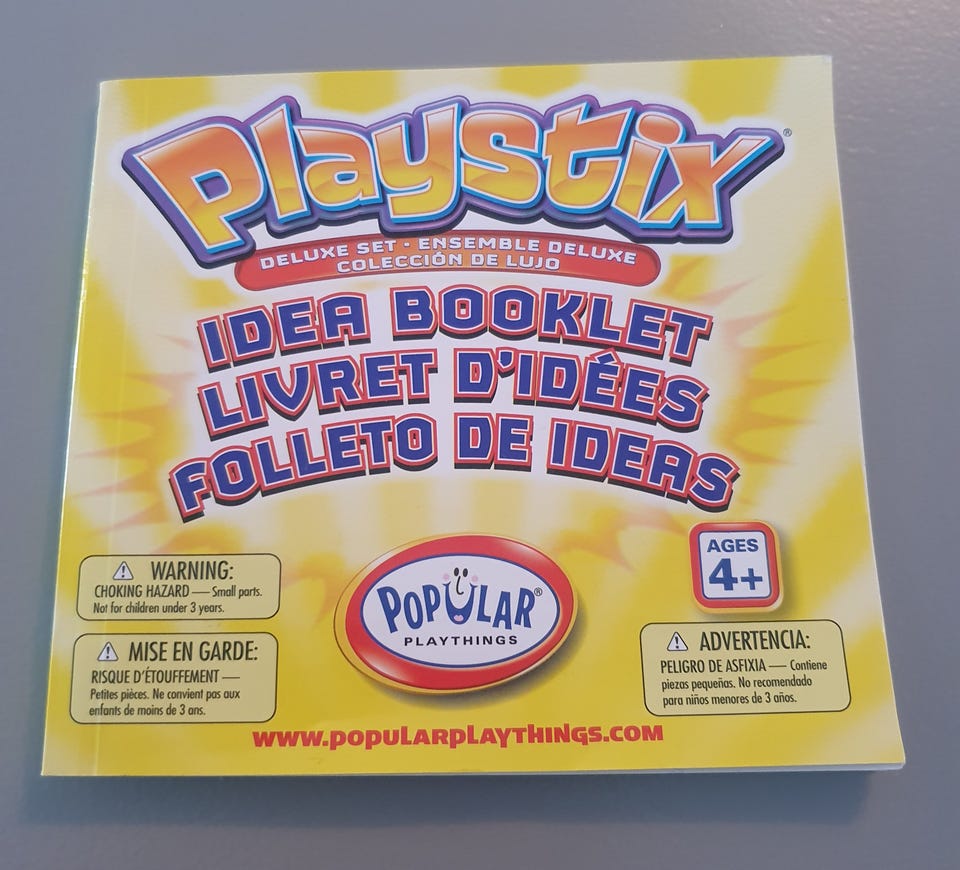 Playstix®
DELUXE SET · ENSEMBLE DELUXE
COLECCIÓN DE LUJO
IDEA BOOKLET
LIVRET D'IDÉES
FOLLETO DE IDEAS
⚠ WARNING:
CHOKING HAZARD — Small parts.
Not for children under 3 years.
⚠ MISE EN GARDE:
RISQUE D'ÉTOUFFEMENT —
Petites pièces. Ne convient pas aux
enfants de moins de 3 ans.
POPULAR®
PLAYTHINGS
AGES
4+
⚠ ADVERTENCIA:
PELIGRO DE ASFIXIA — Contiene
piezas pequeñas. No recomendado
para niños menores de 3 años.
www.popularplaythings.com